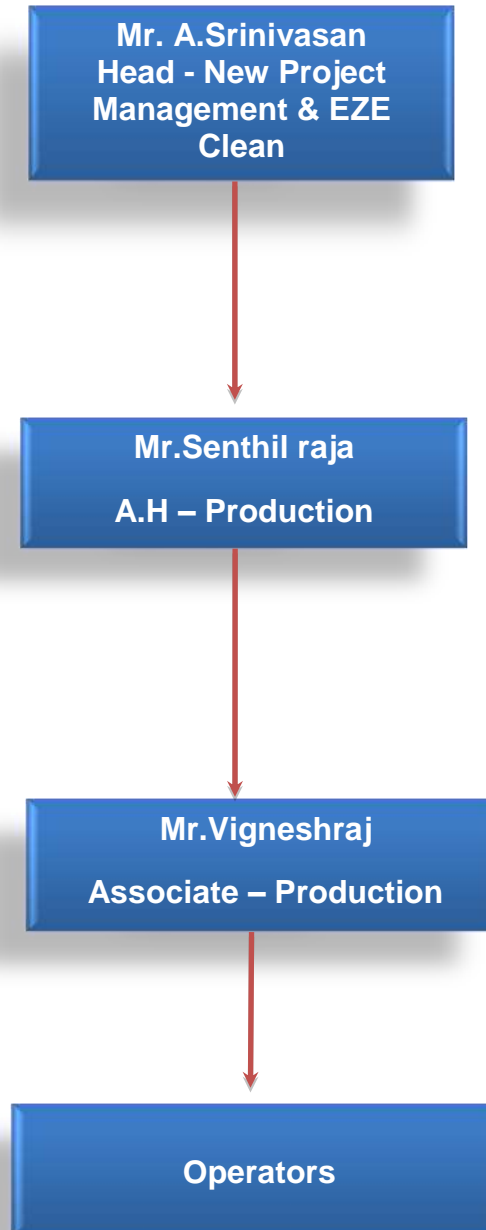 Mr. A.Srinivasan
Head - New Project
Management & EZE
Clean
Mr.Senthil raja
A.H – Production
Mr.Vigneshraj
Associate – Production
Operators